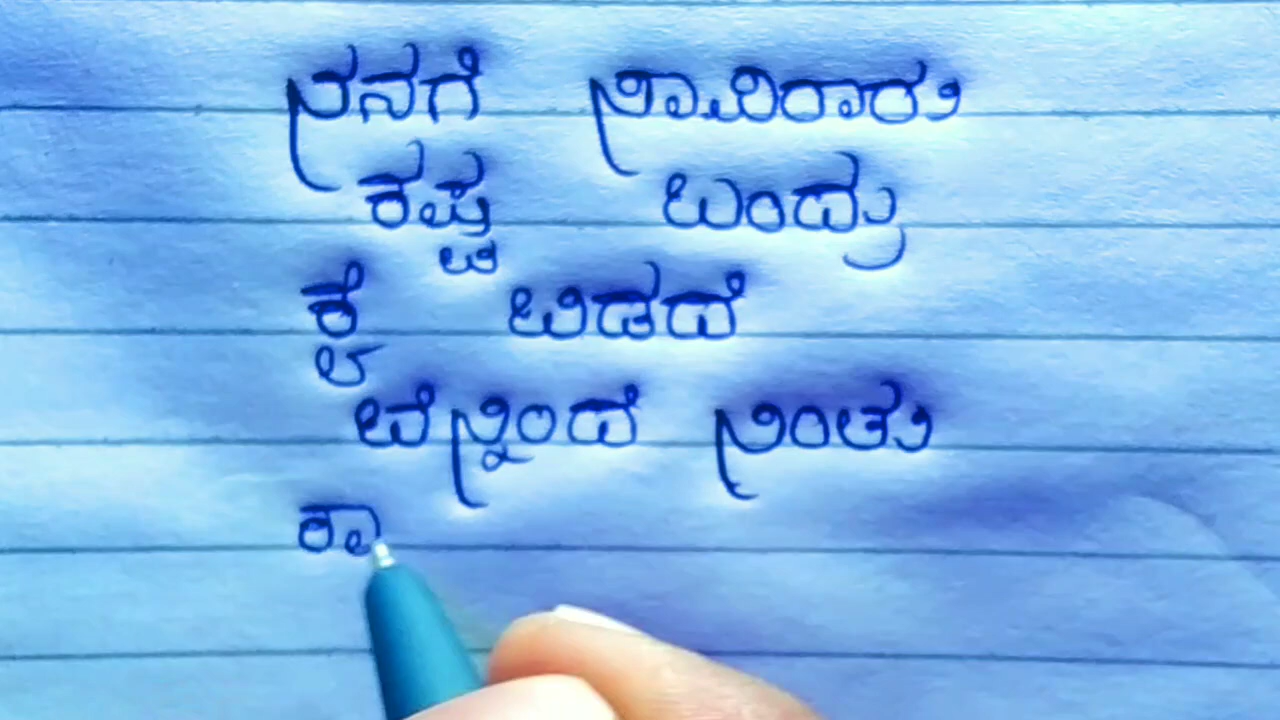 ನನಗೆ ಸಾವಿರಾರು
ಕಷ್ಟ ಬಂದ್ರು
ಕೈ ಬಿಡದೆ
ಬೆನ್ನಿಂದೆ ನಿಂತು
ಕಾ